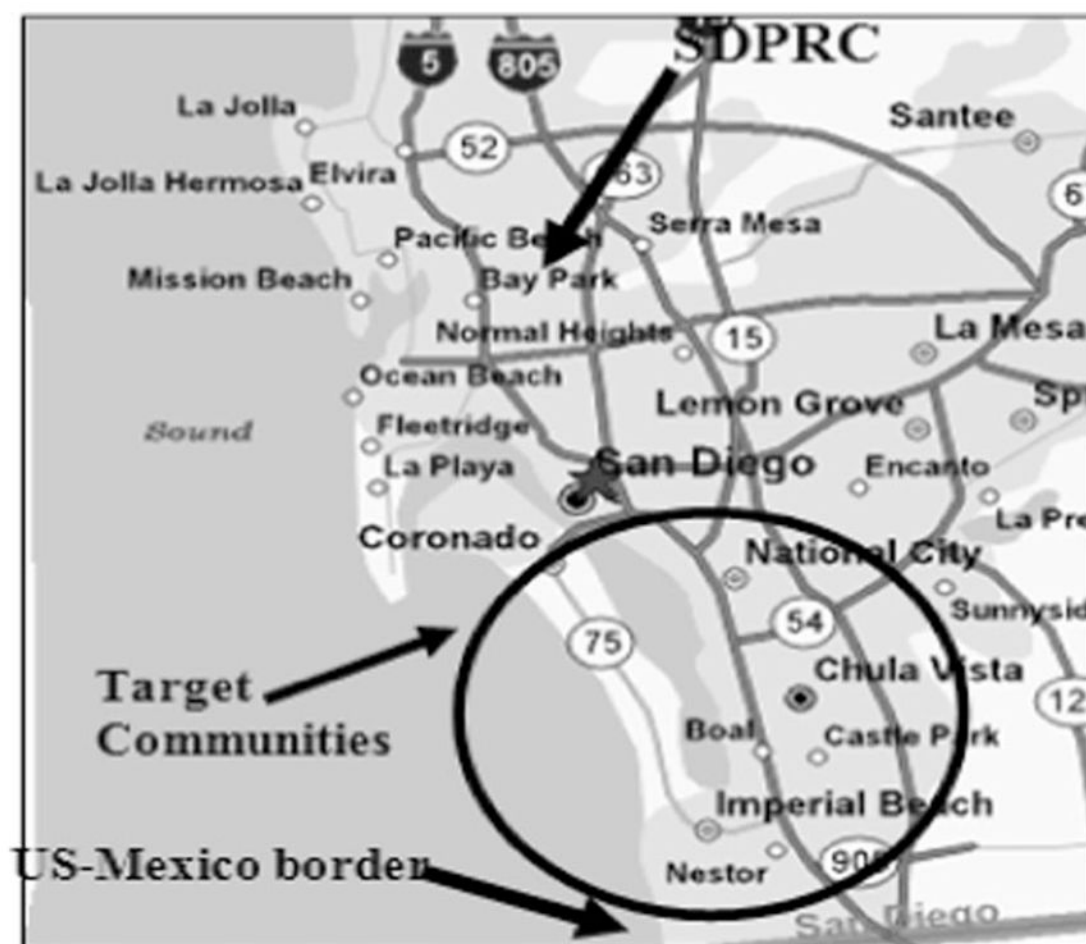 SDPRC
5
805
La Jolla
Santee
52
La Jolla Hermosa
Elvira
Serra Mesa
Pacific Beach
Mission Beach
Bay Park
Normal Heights
15
La Mesa
Ocean Beach
Lemon Grove
Sound
Fleetridge
San Diego
La Playa
Encanto
Coronado
National City
75
54
Target
Communities
Chula Vista
Boal
Castle Park
Imperial Beach
US-Mexico border
Nestor
San Diego